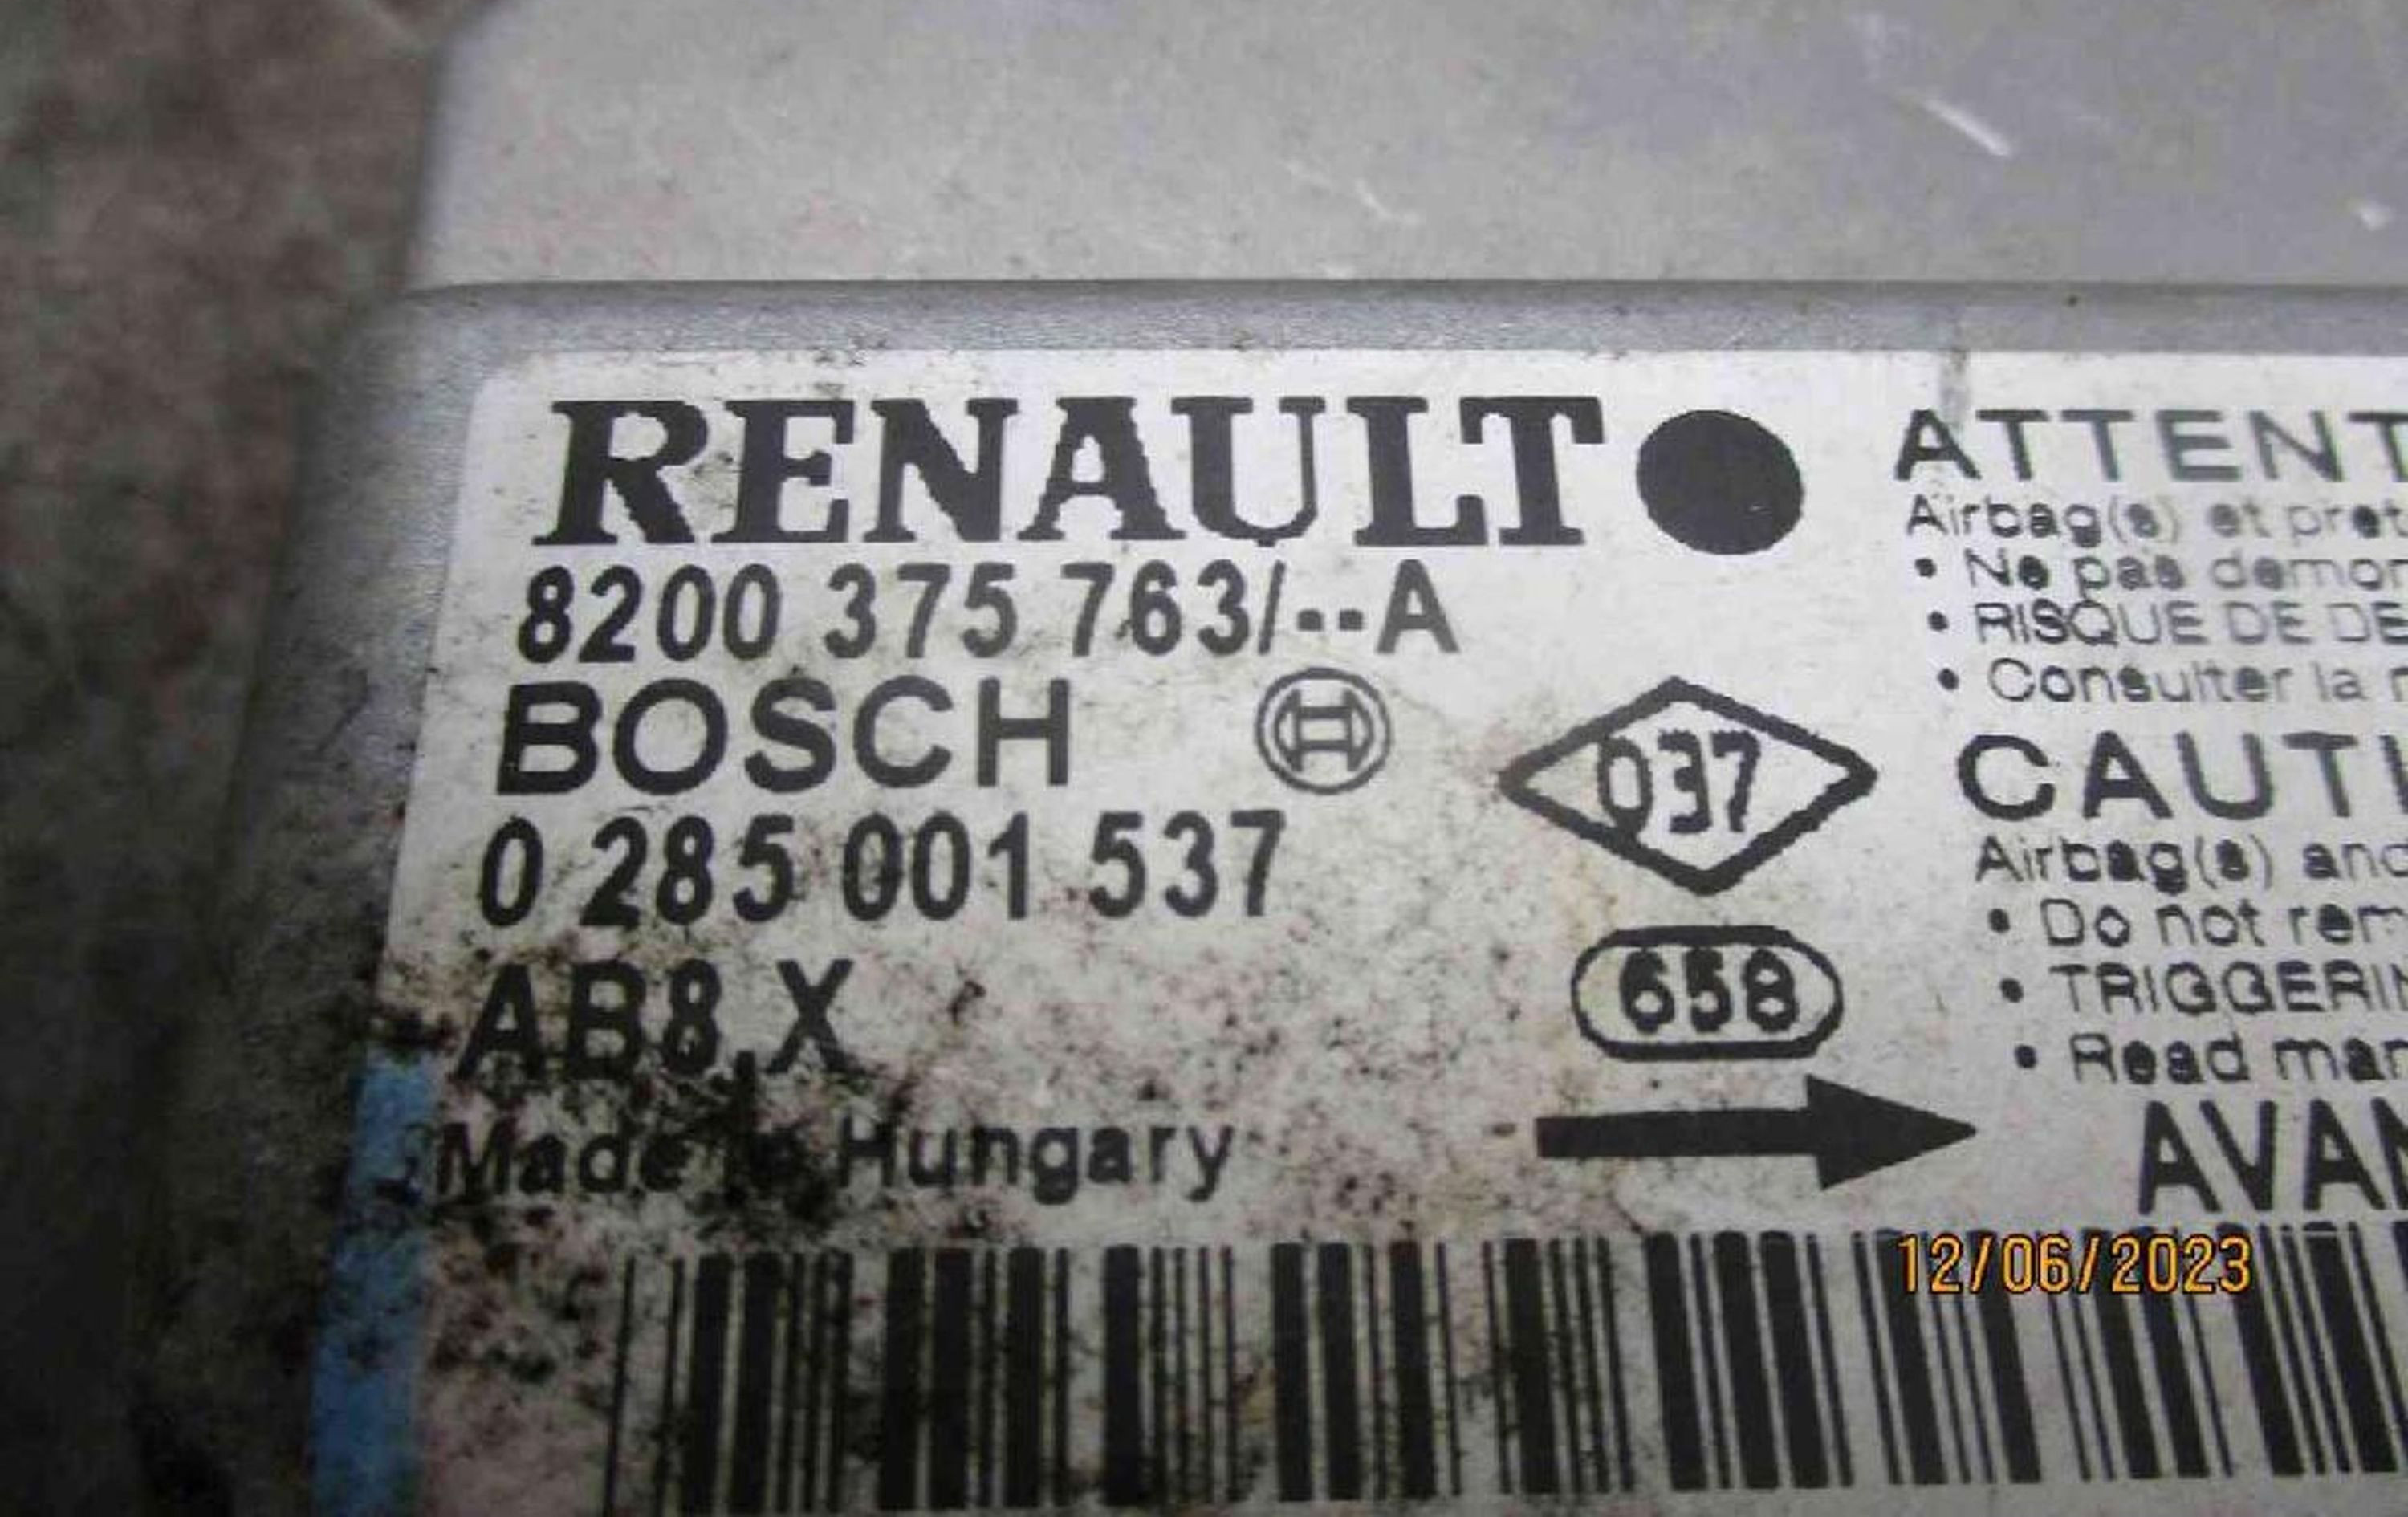 RENAULT
8200 375 763/--A
BOSCH
0 285 001 537
AB8.X
Made in Hungary
037
658
ATTENT
Airbag(s) et pret
• Ne pas demon
• RISQUE DE DE
• Consulter la
CAUTI
Airbag(s) and
• Do not rem
• TRIGGERIN
• Read man
AVAN
12/06/2023